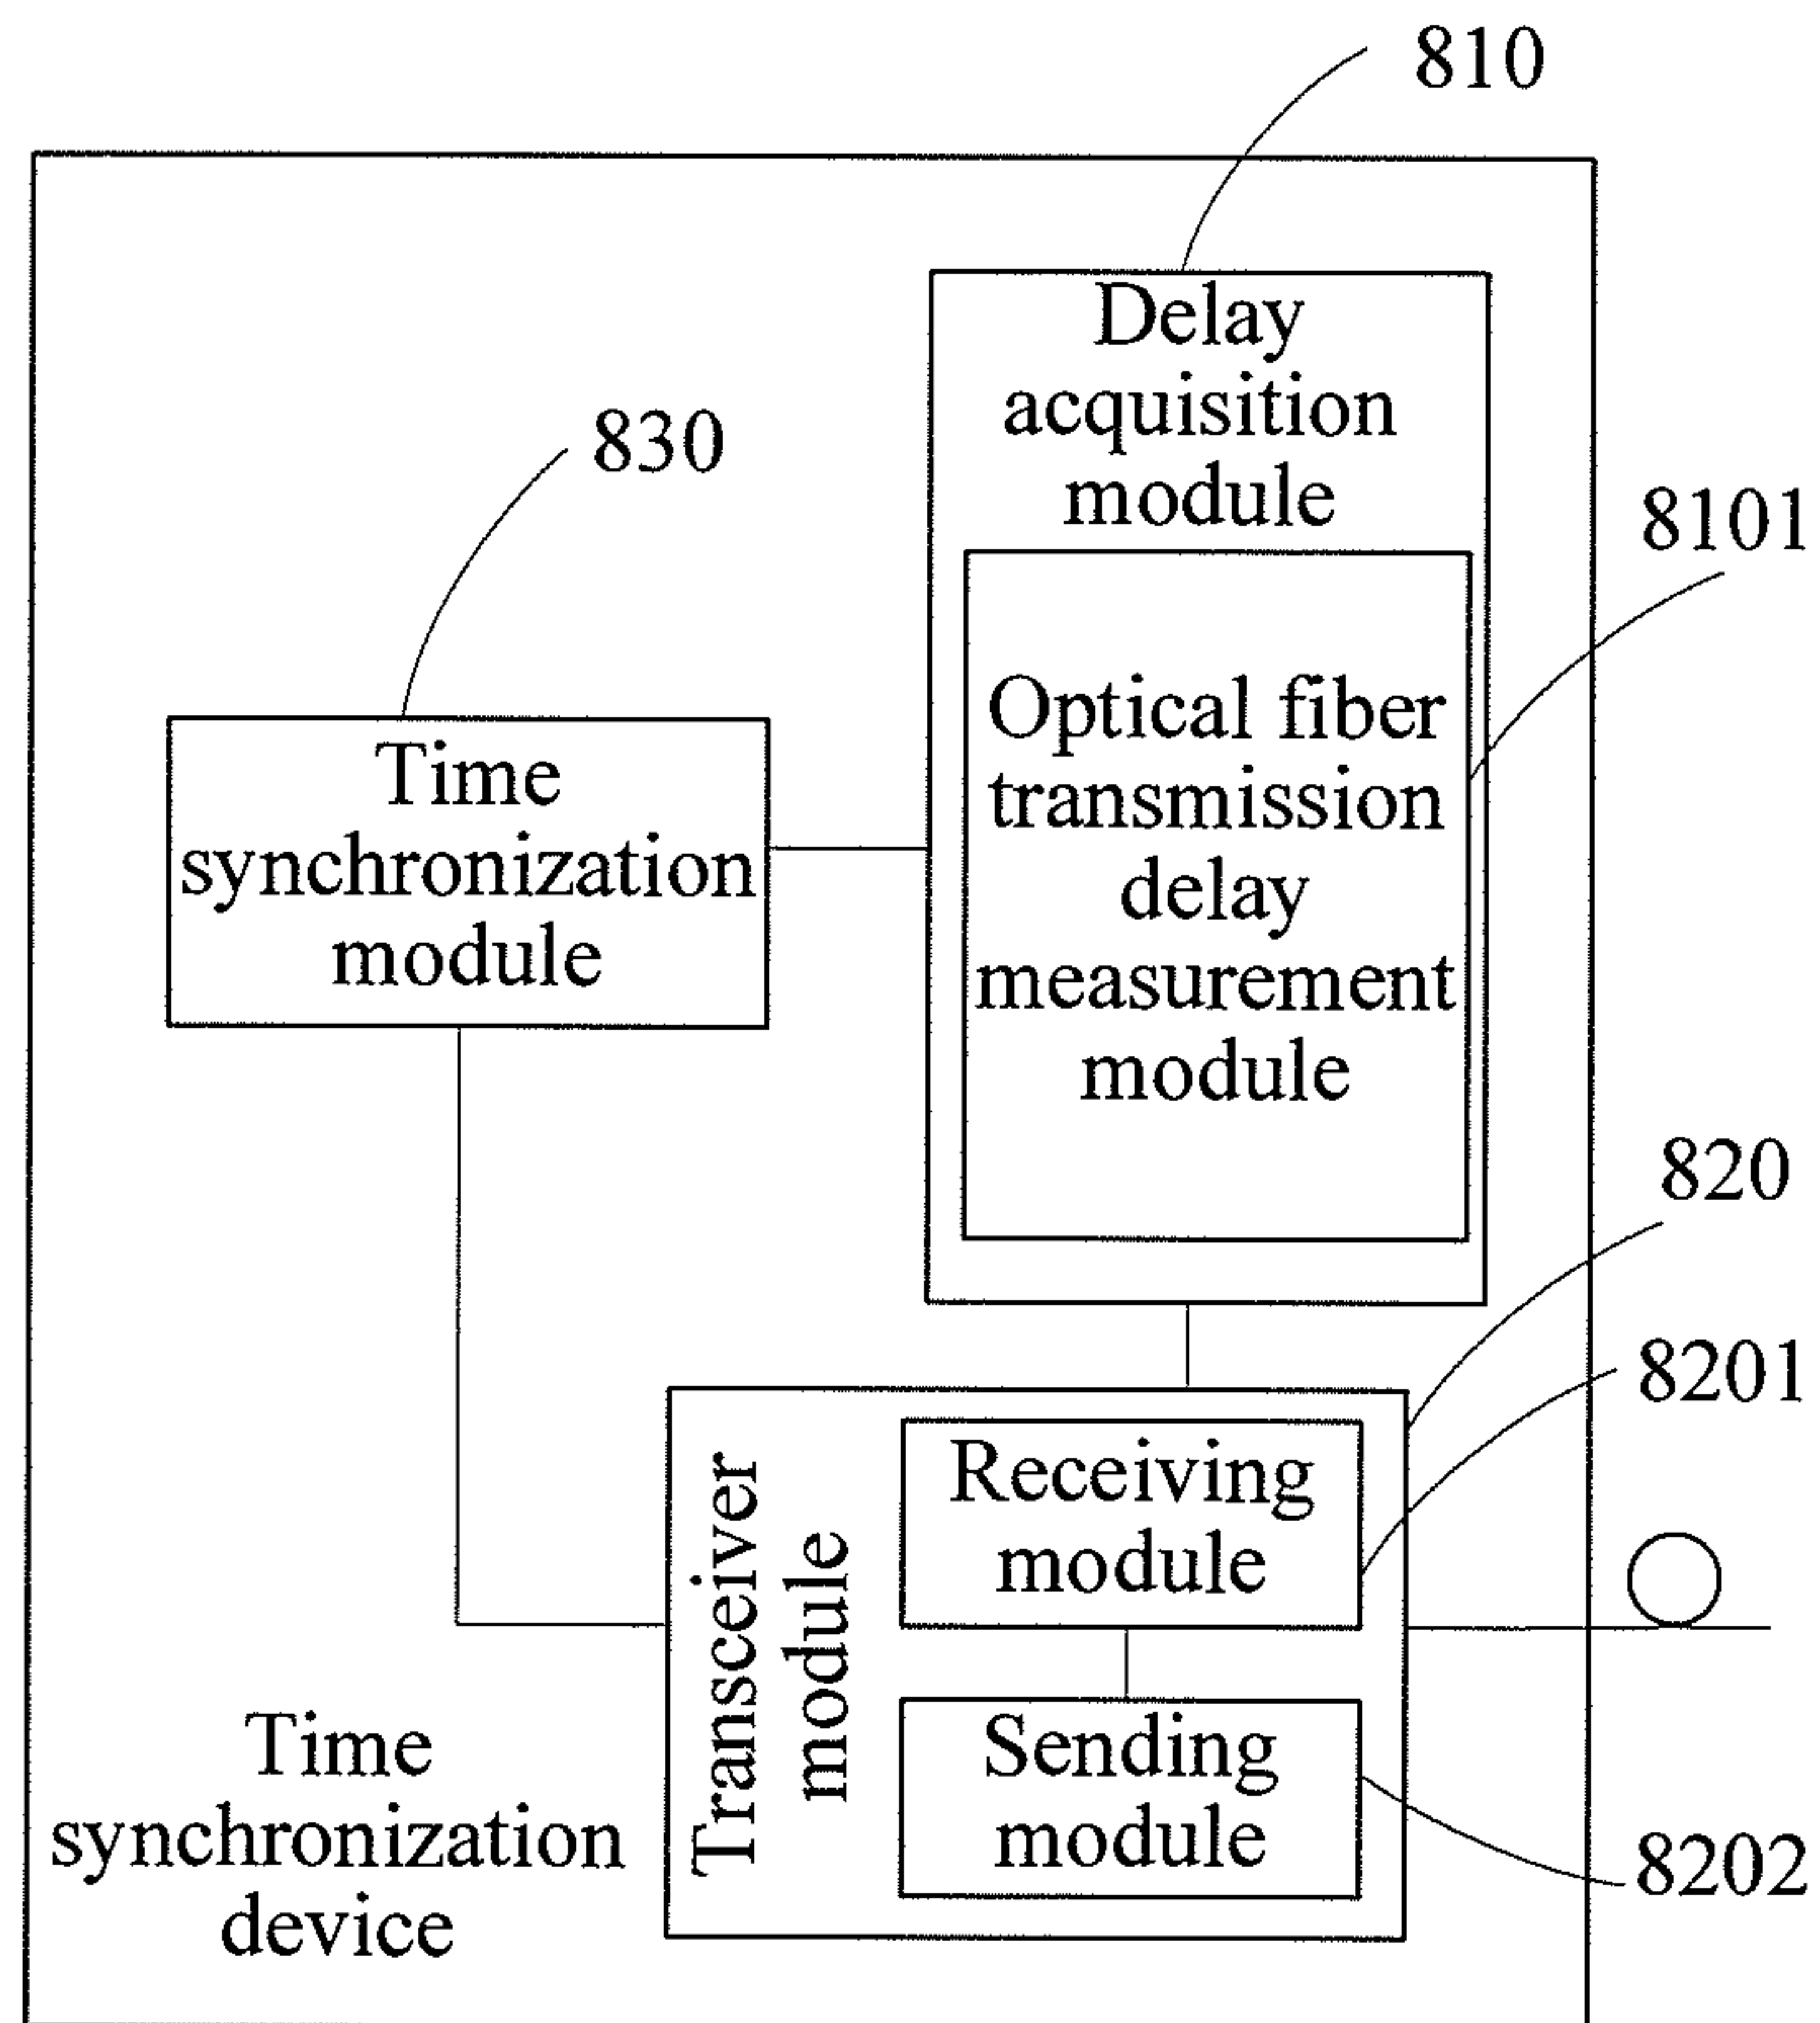 810
Delay
acquisition
module
830
8101
Time
synchronization
module
Optical fiber
transmission
delay
measurement
module
820
8201
Transceiver
module
Receiving
module
Sending
module
8202
Time
synchronization
device